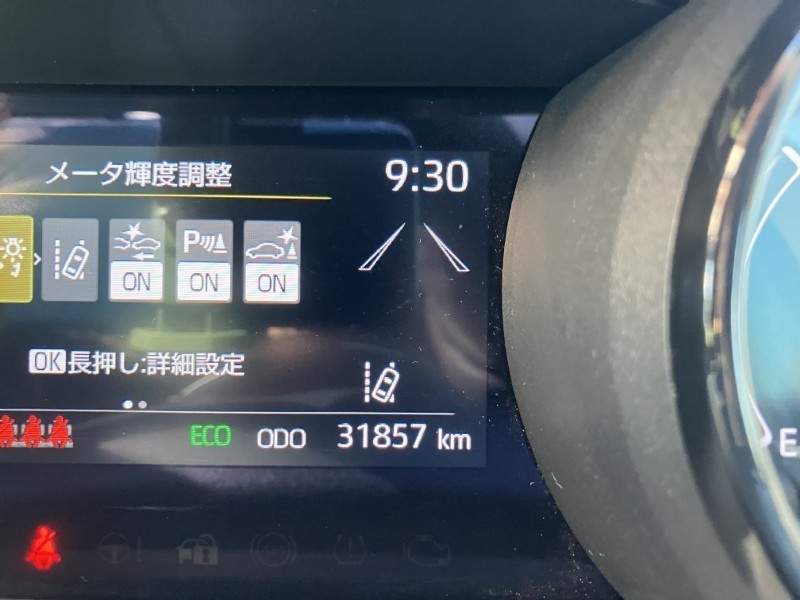 メータ輝度調整 9:30
P
ON ON ON
OK長押し:詳細設定
ECO ODO 31857 km
E